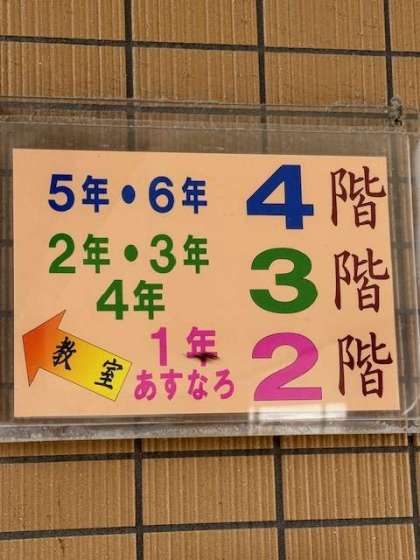 5年・6年 4階
2年・3年
4年 3階
1年
あすなろ 2階
教室